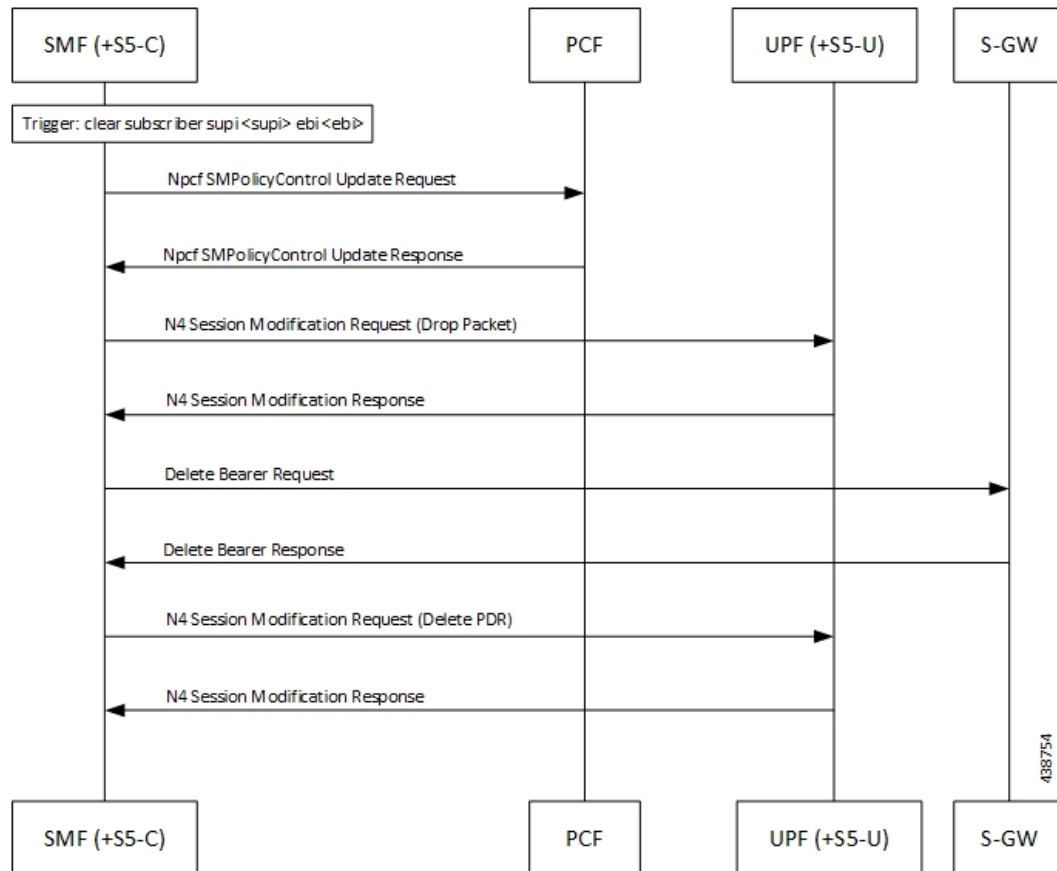 SMF (+S5-C)
PCF
UPF (+S5-U)
S-GW
Trigger: clear subscriber supi <supi> ebi <ebi>
Npcf SMPolicyControl Update Request
Npcf SMPolicyControl Update Response
N4 Session Modification Request (Drop Packet)
N4 Session Modification Response
Delete Bearer Request
Delete Bearer Response
N4 Session Modification Request (Delete PDR)
N4 Session Modification Response
438754
SMF (+S5-C)
PCF
UPF (+S5-U)
S-GW